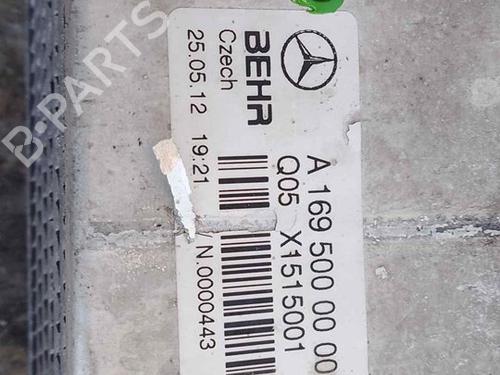 B-PARTS
A 169 500 00 00
Q05 X1515001
BEHR
Czech
25.05.12 19:21
N.0000443